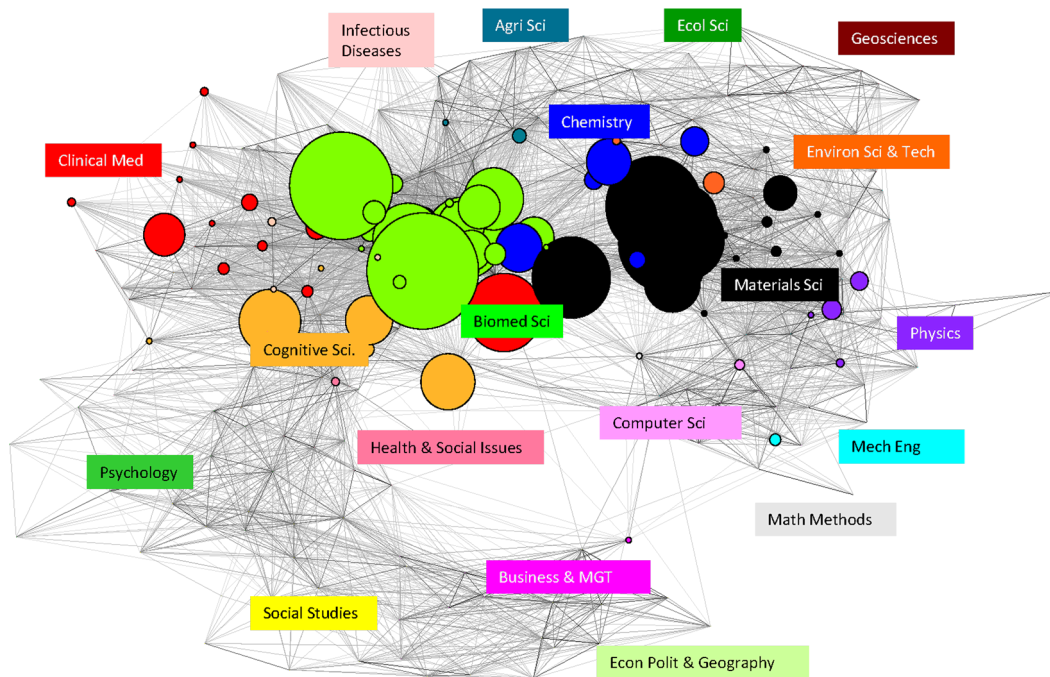 Infectious
Diseases
Agri Sci
Ecol Sci
Geosciences
Chemistry
Clinical Med
Environ Sci & Tech
Materials Sci
Biomed Sci
Physics
Cognitive Sci.
Computer Sci
Health & Social Issues
Mech Eng
Psychology
Math Methods
Business & MGT
Social Studies
Econ Polit & Geography